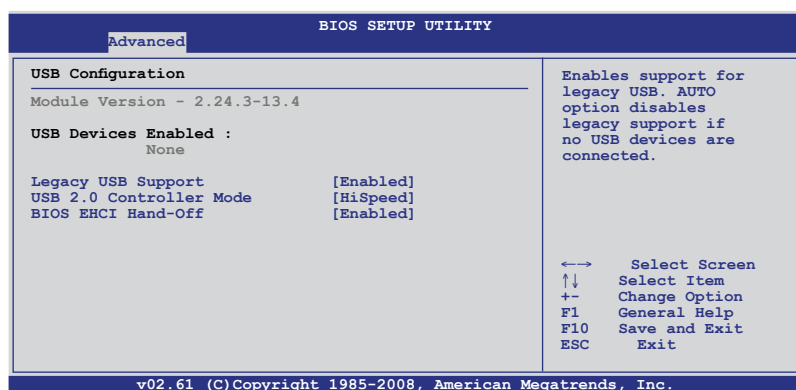 BIOS SETUP UTILITY
Advanced
USB Configuration
Module Version - 2.24.3-13.4
USB Devices Enabled :
None
Legacy USB Support [Enabled]
USB 2.0 Controller Mode [HiSpeed]
BIOS EHCI Hand-Off [Enabled]
Enables support for
legacy USB. AUTO
option disables
legacy support if
no USB devices are
connected.
←→ Select Screen
↑↓ Select Item
+- Change Option
F1 General Help
F10 Save and Exit
ESC Exit
v02.61 (C)Copyright 1985-2008, American Megatrends, Inc.